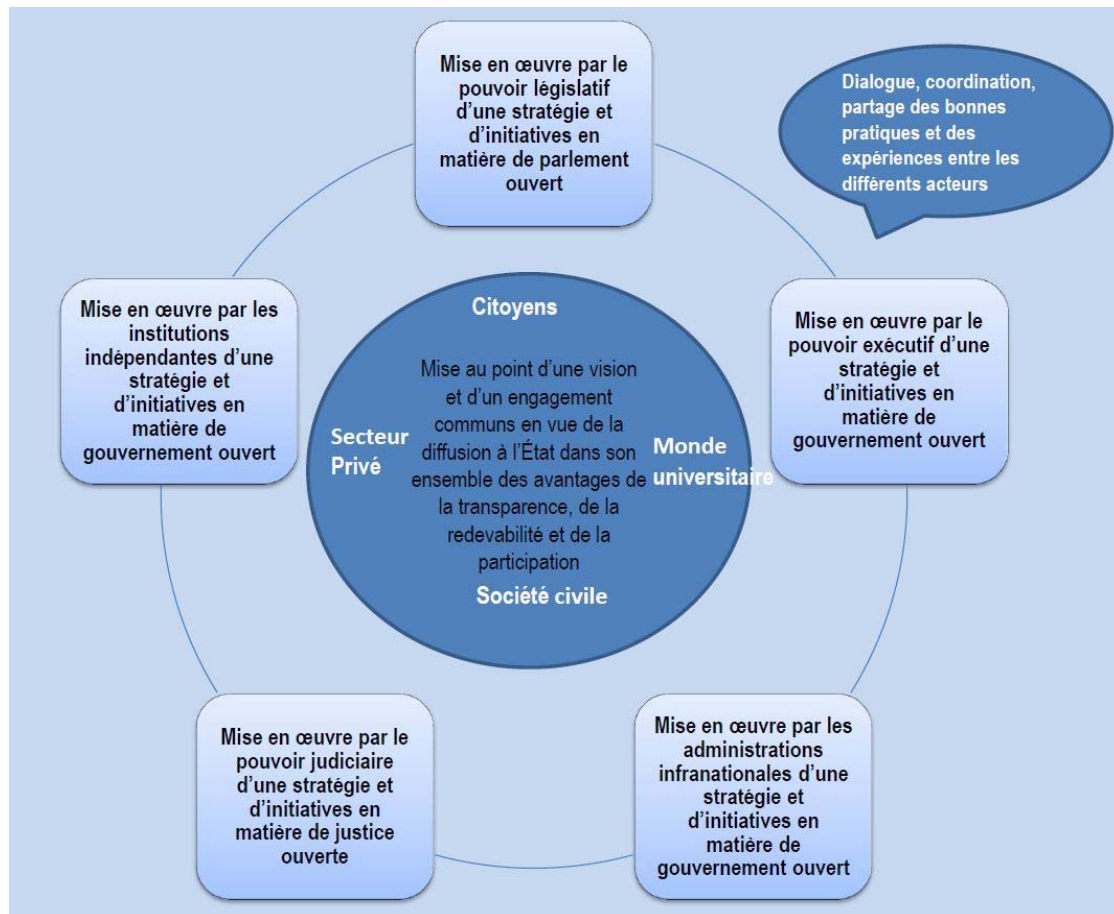 Mise en œuvre par le
pouvoir législatif
d'une stratégie et
d'initiatives en
matière de parlement
ouvert
Dialogue, coordination,
partage des bonnes
pratiques et des
expériences entre les
différents acteurs
Mise en œuvre par les
institutions
indépendantes d'une
stratégie et
d'initiatives en
matière de
gouvernement ouvert
Citoyens
Mise au point d'une vision
et d'un engagement
communs en vue de la
diffusion à l'État dans son
ensemble des avantages de
la transparence, de la
redevabilité et de la
participation
Secteur
Privé
Monde
universitaire
Société civile
Mise en œuvre par le
pouvoir exécutif d'une
stratégie et
d'initiatives en
matière de
gouvernement ouvert
Mise en œuvre par le
pouvoir judiciaire
d'une stratégie et
d'initiatives en
matière de justice
ouverte
Mise en œuvre par les
administrations
infranationales d'une
stratégie et
d'initiatives en
matière de
gouvernement ouvert